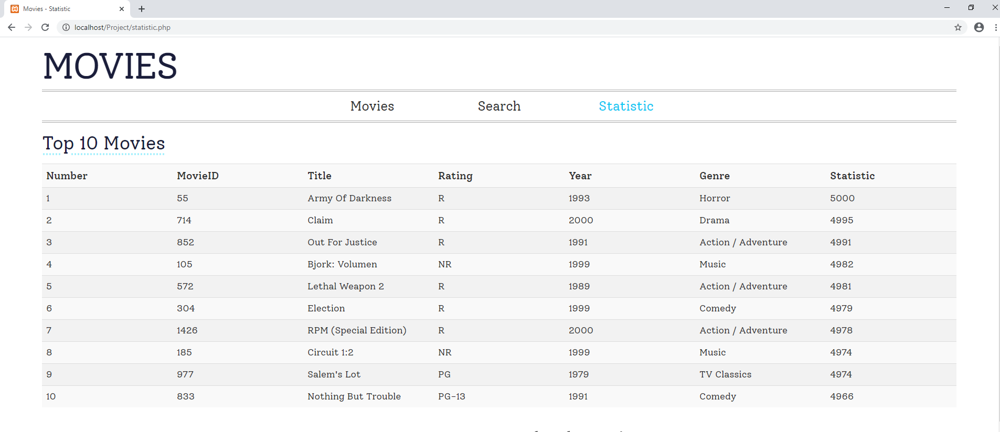 Movies - Statistic
localhost/Project/statistic.php
MOVIES
Movies Search Statistic
Top 10 Movies
Number MovieID Title Rating Year Genre Statistic
1 55 Army Of Darkness R 1993 Horror 5000
2 714 Claim R 2000 Drama 4995
3 852 Out For Justice R 1991 Action / Adventure 4991
4 105 Bjork: Volumen NR 1999 Music 4982
5 572 Lethal Weapon 2 R 1989 Action / Adventure 4981
6 304 Election R 1999 Comedy 4979
7 1426 RPM (Special Edition) R 2000 Action / Adventure 4978
8 185 Circuit 1:2 NR 1999 Music 4974
9 977 Salem's Lot PG 1979 TV Classics 4974
10 833 Nothing But Trouble PG-13 1991 Comedy 4966